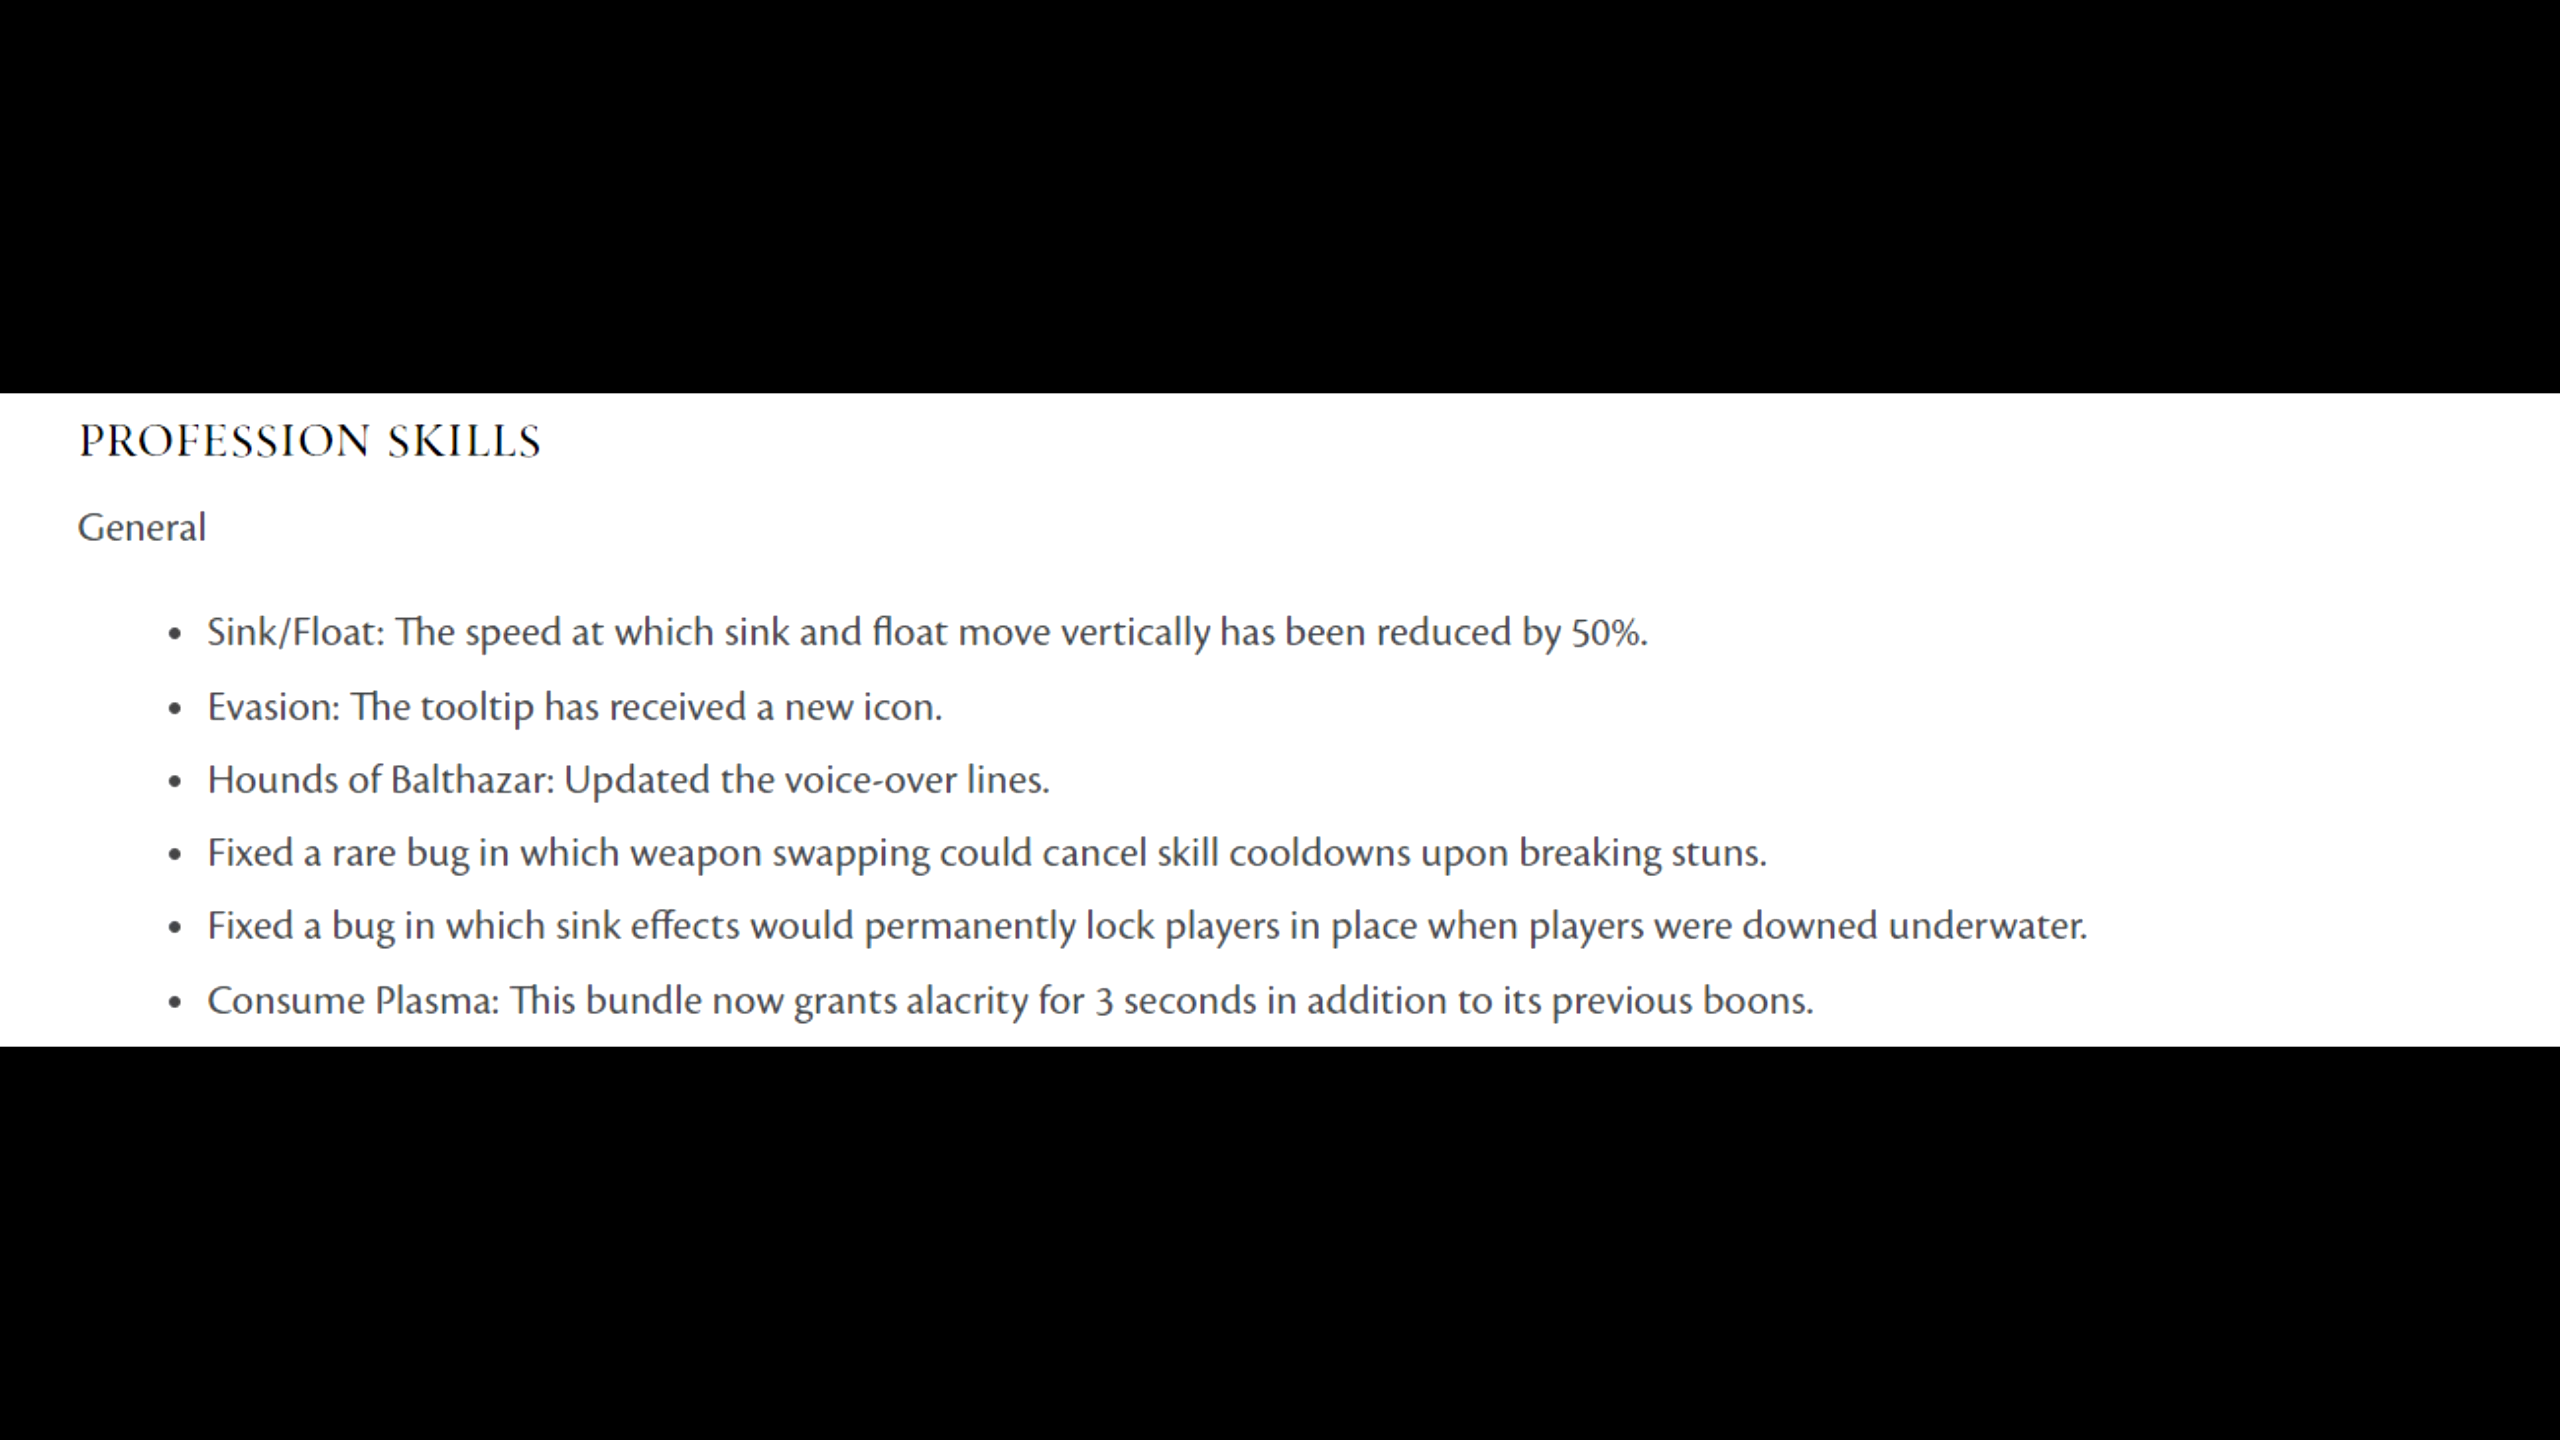 PROFESSION SKILLS
General
• Sink/Float: The speed at which sink and float move vertically has been reduced by 50%.
• Evasion: The tooltip has received a new icon.
• Hounds of Balthazar: Updated the voice-over lines.
• Fixed a rare bug in which weapon swapping could cancel skill cooldowns upon breaking stuns.
• Fixed a bug in which sink effects would permanently lock players in place when players were downed underwater.
• Consume Plasma: This bundle now grants alacrity for 3 seconds in addition to its previous boons.